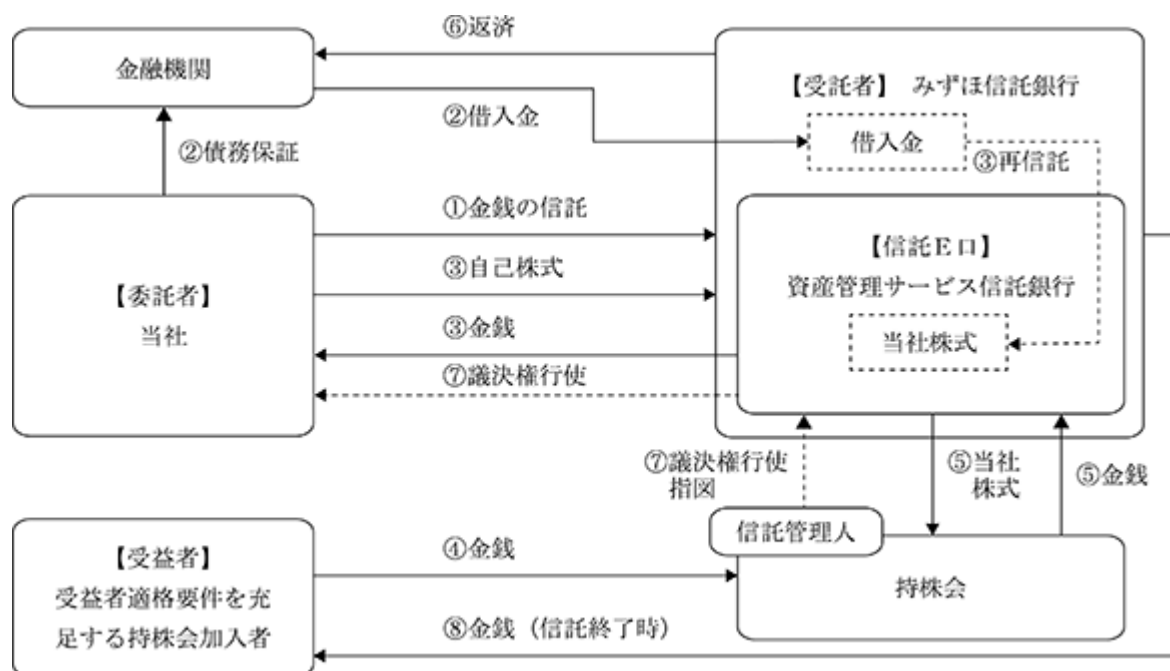 ⑥返済
金融機関
【受託者】 みずほ信託銀行
②借入金
借入金
②債務保証
③再信託
①金銭の信託
【信託E口】
③自己株式
資産管理サービス信託銀行
【委託者】
当社
③金銭
当社株式
⑦議決権行使
⑦議決権行使
指図
⑤当社
株式
⑤金銭
信託管理人
【受益者】
④金銭
受益者適格要件を充
足する持株会加入者
持株会
⑧金銭（信託終了時）